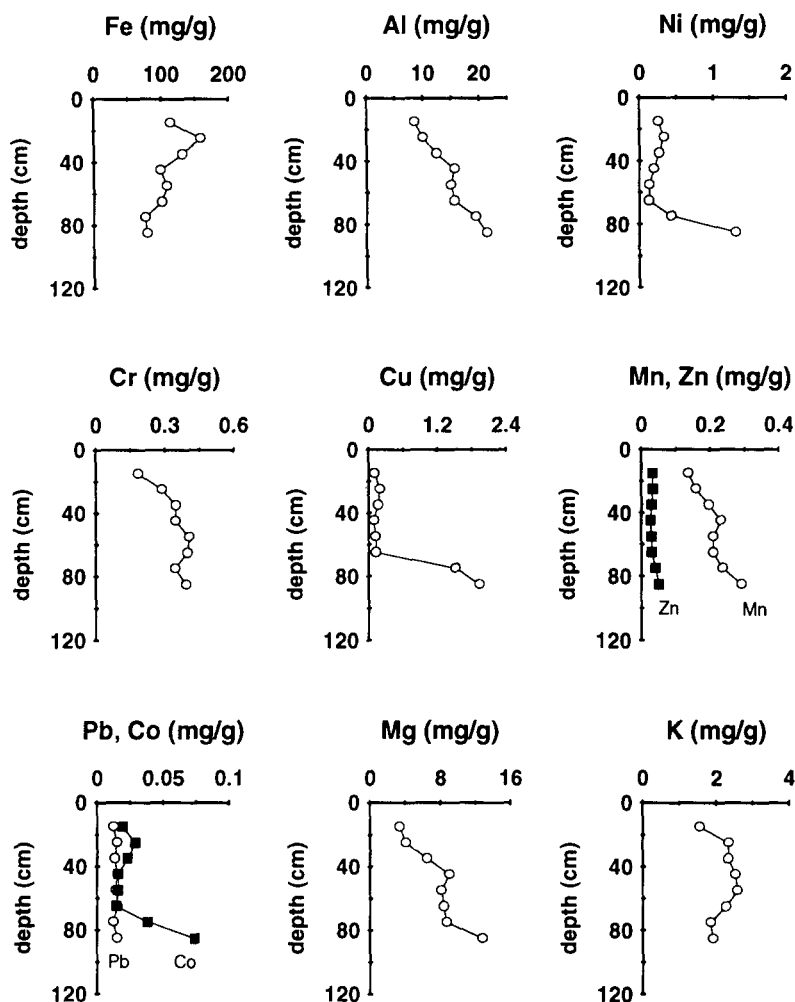 Fe (mg/g) Al (mg/g) Ni (mg/g)
0 100 200 0 10 20 0 1 2
0 0 0
40 40 40
80 80 80
120 120 120
depth (cm) depth (cm) depth (cm)
Cr (mg/g) Cu (mg/g) Mn, Zn (mg/g)
0 0.3 0.6 0 1.2 2.4 0 0.2 0.4
0 0 0
40 40 40
80 80 80
120 120 120
depth (cm) depth (cm) depth (cm)
Zn Mn
Pb, Co (mg/g) Mg (mg/g) K (mg/g)
0 0.05 0.1 0 8 16 0 2 4
0 0 0
40 40 40
80 80 80
120 120 120
depth (cm) depth (cm) depth (cm)
Pb Co